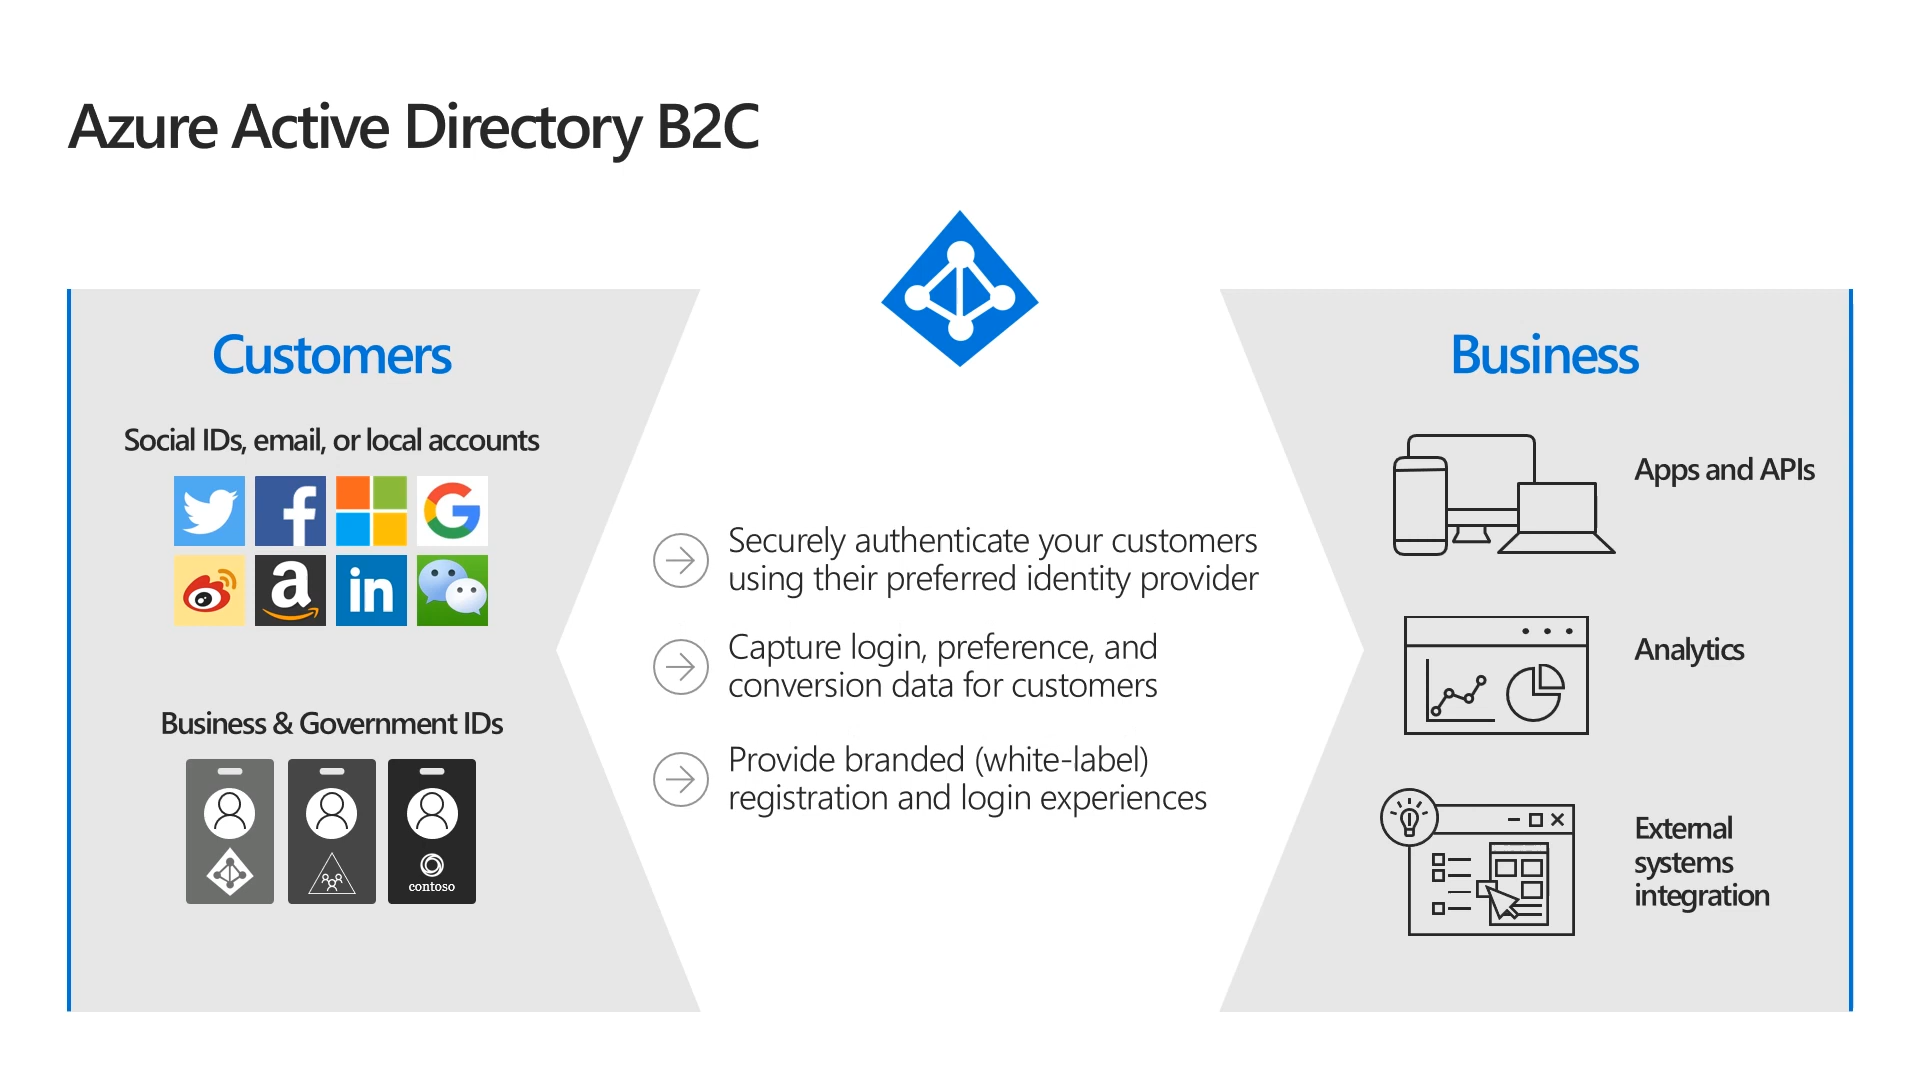 Azure Active Directory B2C
Customers
Social IDs, email, or local accounts
a
in
Business & Government IDs
contoso
Securely authenticate your customers
using their preferred identity provider
Capture login, preference, and
conversion data for customers
Provide branded (white-label)
registration and login experiences
Business
Apps and APIs
Analytics
External
systems
integration